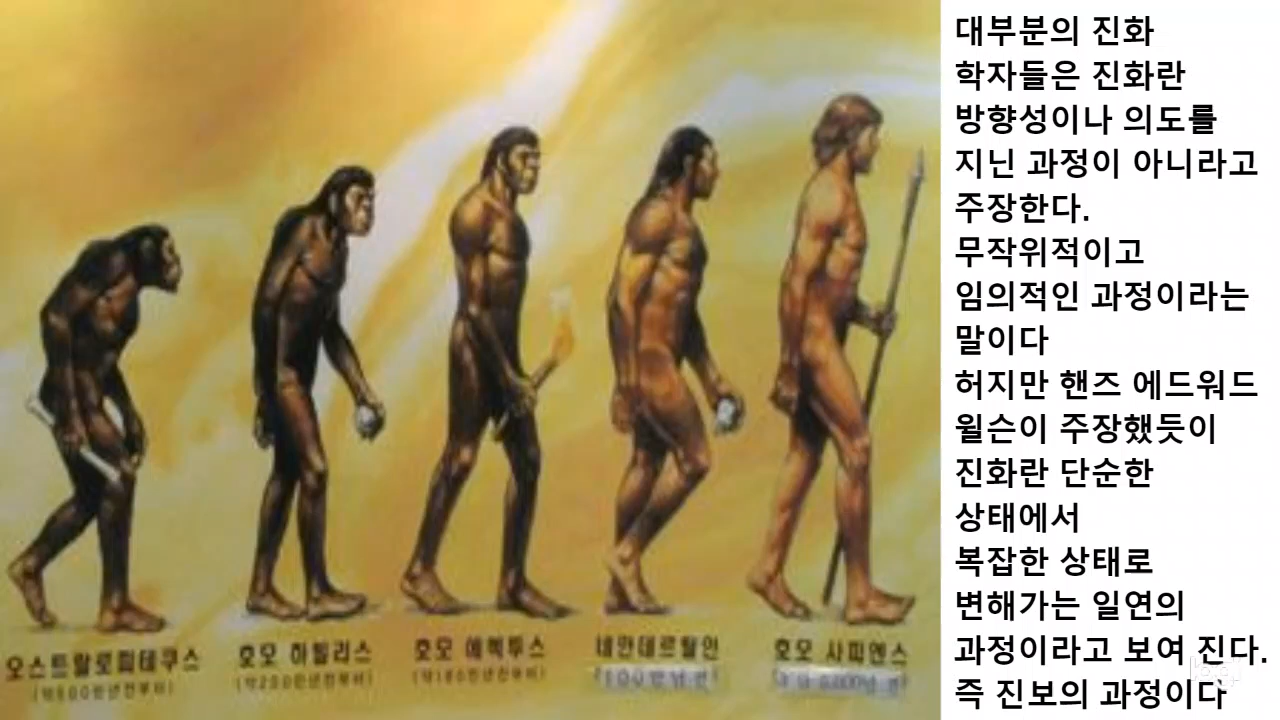 대부분의 진화
학자들은 진화란
방향성이나 의도를
지닌 과정이 아니라고
주장한다.
무작위적이고
임의적인 과정이라는
말이다
허지만 핸즈 에드워드
윌슨이 주장했듯이
진화란 단순한
상태에서
복잡한 상태로
변해가는 일연의
과정이라고 보여 진다.
즉 진보의 과정이다
오스트랄로피테쿠스
호모 하빌리스
호모 에렉투스
네안데르탈인
호모 사피엔스